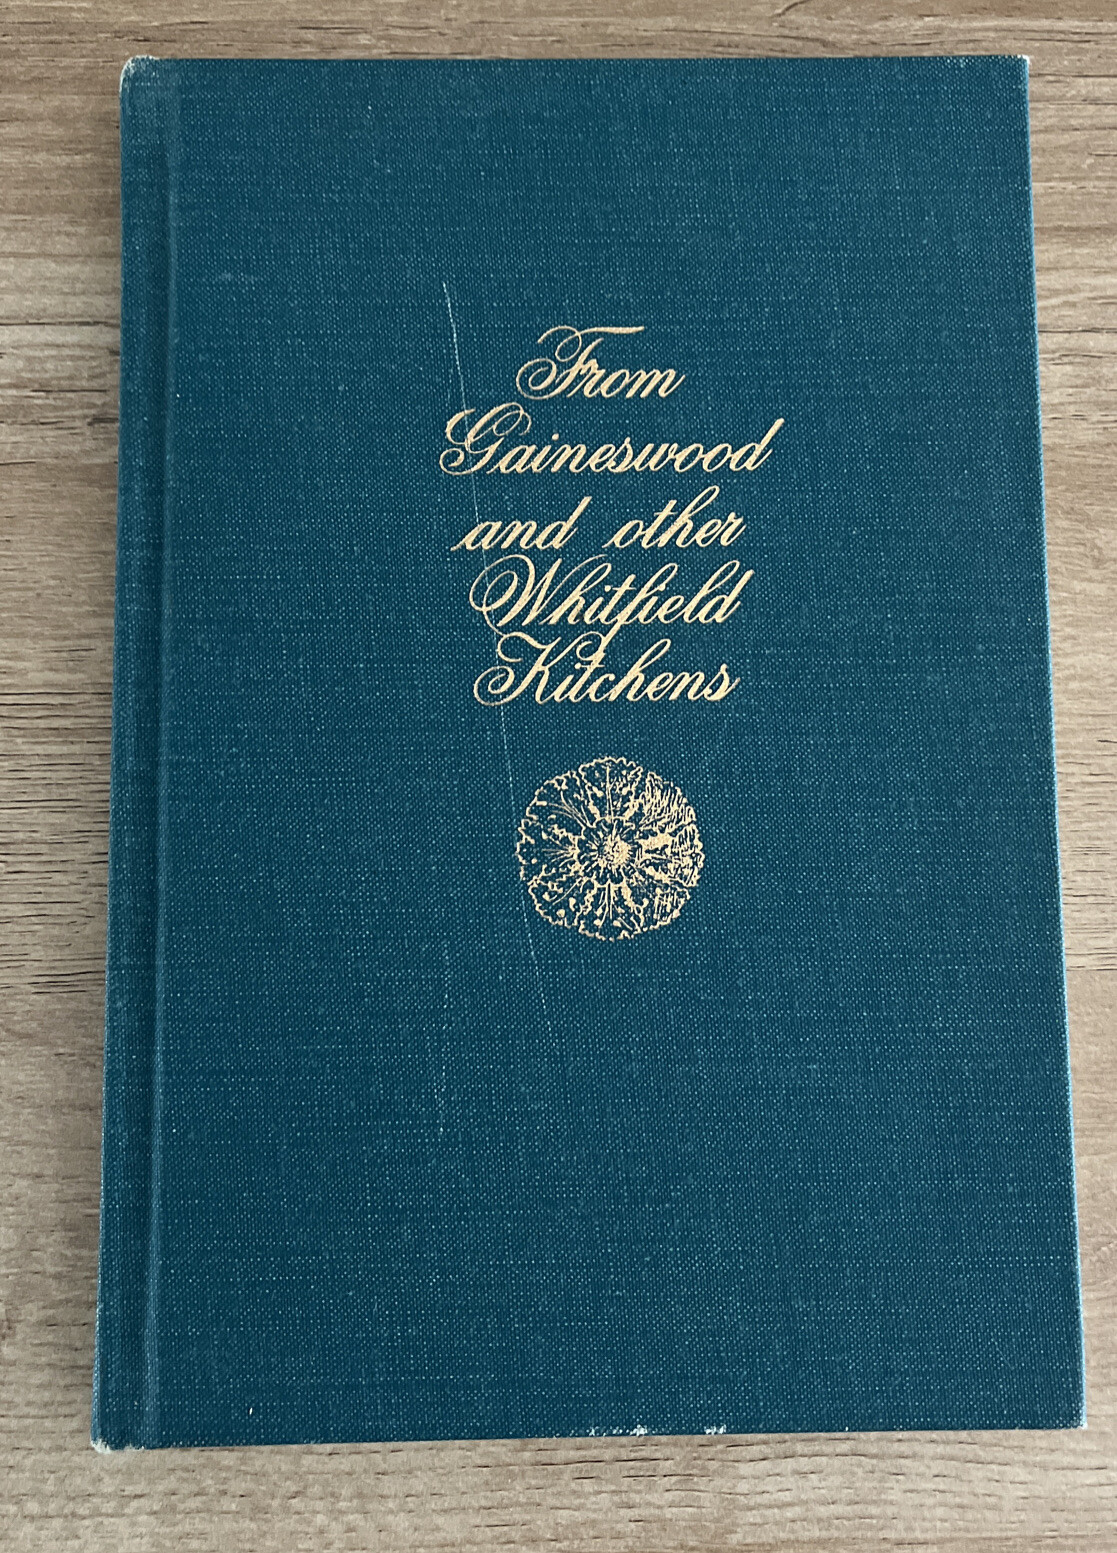 From
Gaineswood
and other
Whitfield
Kitchens